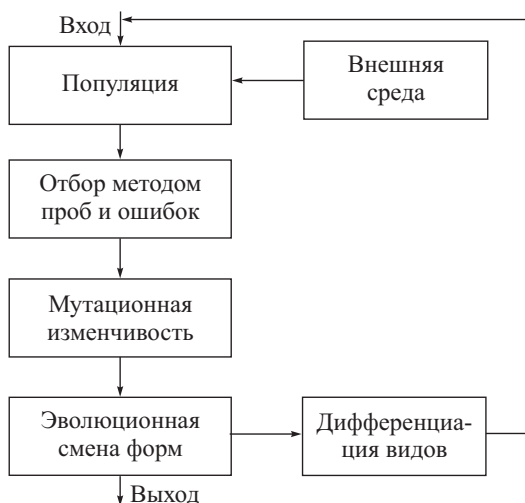 Вход
Популяция
Внешняя
среда
Отбор методом
проб и ошибок
Мутационная
изменчивость
Эволюционная
смена форм
Дифференциа-
ция видов
Выход